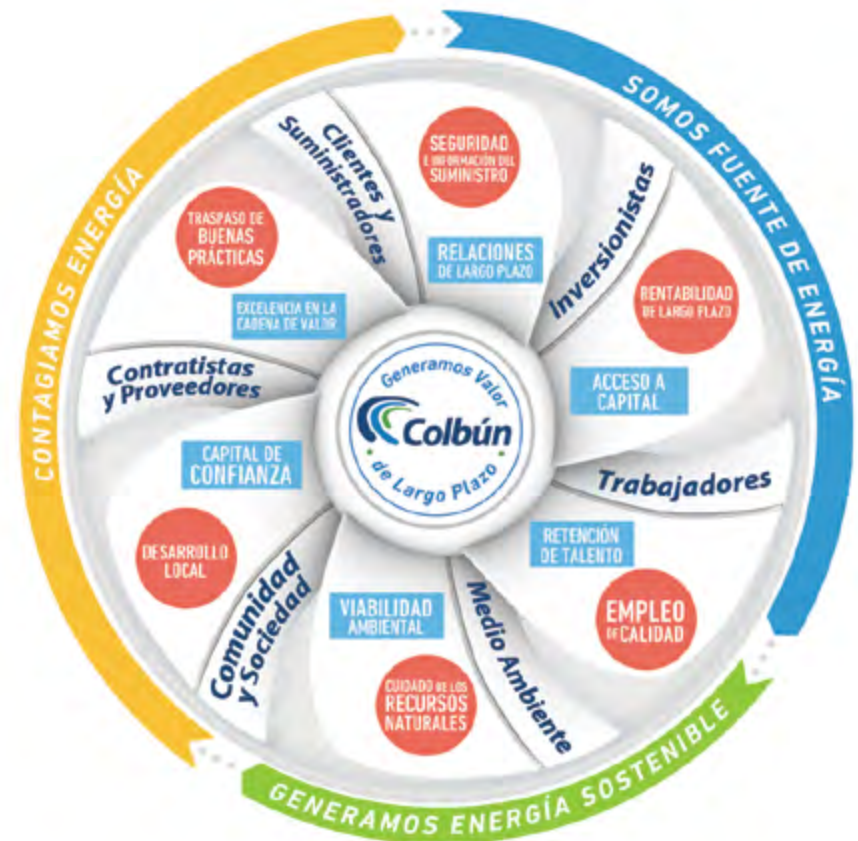 CONTAGIAMOS ENERGÍA
SOMOS FUENTE DE ENERGÍA
GENERAMOS ENERGÍA SOSTENIBLE
Clientes y
Suministradores
SEGURIDAD
E INFORMACIÓN DEL
SUMINISTRO
RELACIONES
DE LARGO PLAZO
Inversionistas
RENTABILIDAD
DE LARGO PLAZO
ACCESO A
CAPITAL
Trabajadores
RETENCIÓN
DE TALENTO
EMPLEO
DE CALIDAD
Medio Ambiente
VIABILIDAD
AMBIENTAL
CUIDADO DE LOS
RECURSOS
NATURALES
Comunidad
y Sociedad
CAPITAL DE
CONFIANZA
DESARROLLO
LOCAL
Contratistas
y Proveedores
TRASPASO DE
BUENAS
PRÁCTICAS
EXCELENCIA EN LA
CADENA DE VALOR
Generamos Valor
Colbún
de Largo Plazo